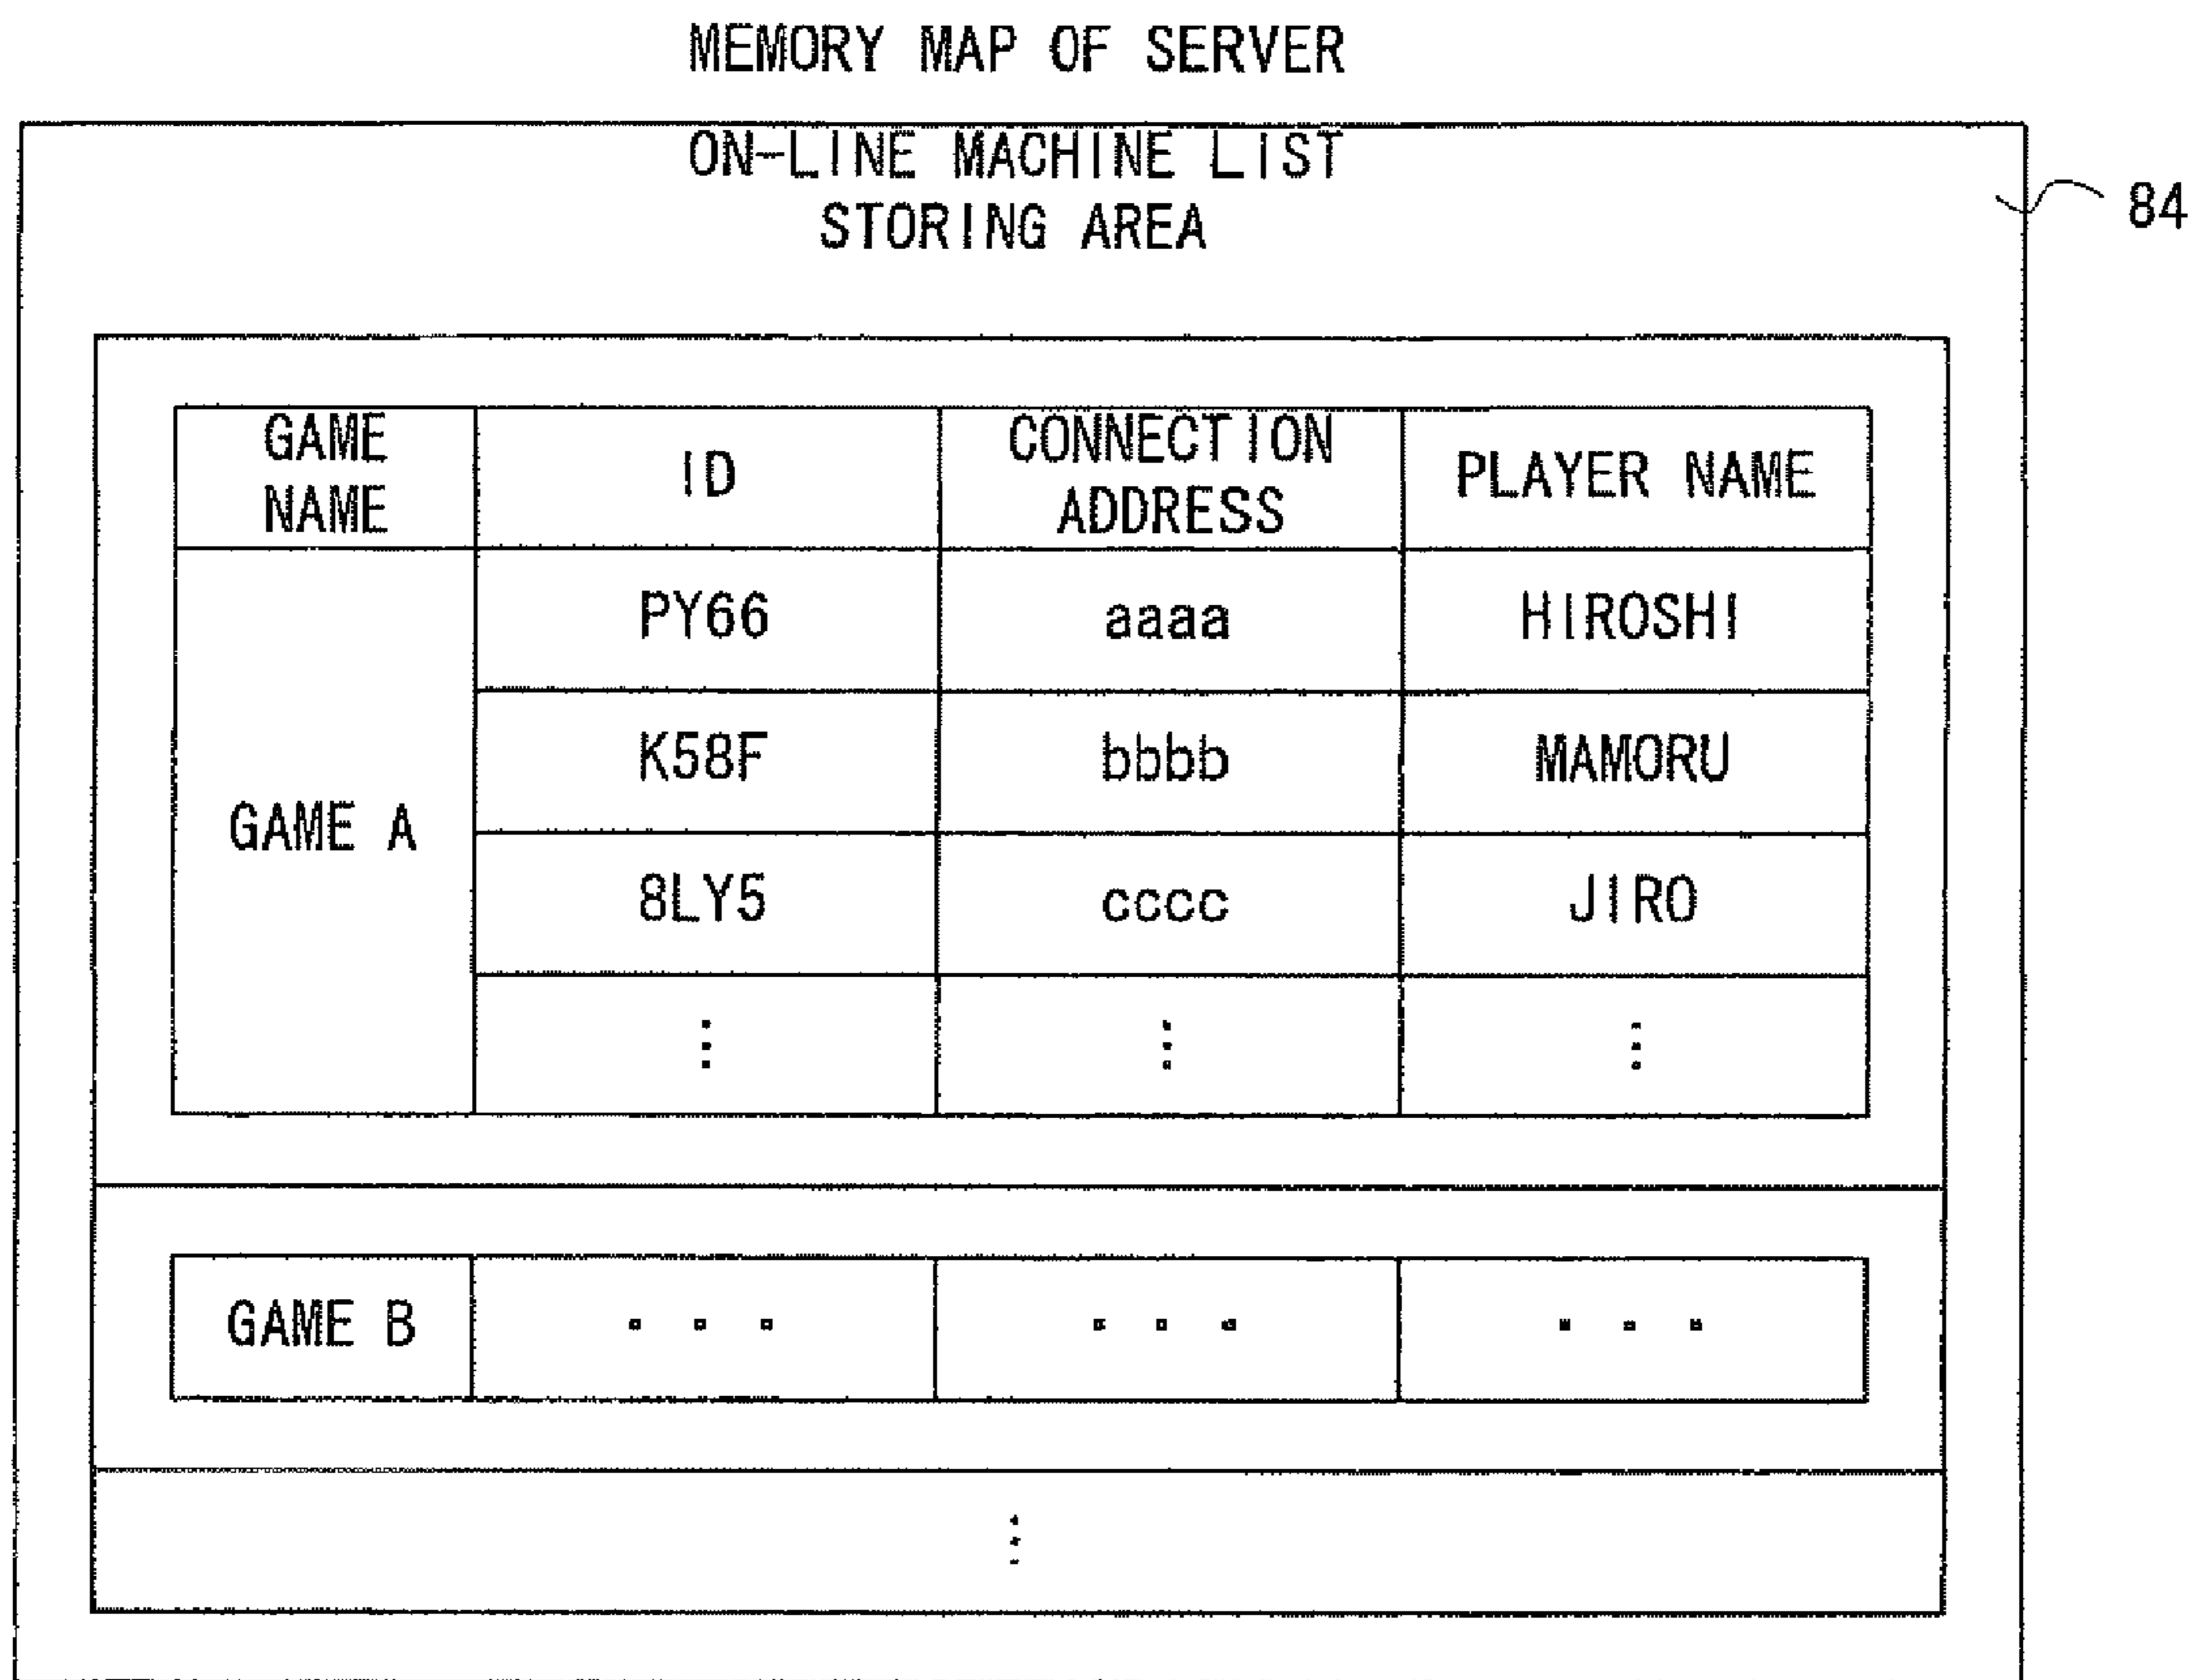 MEMORY MAP OF SERVER
ON-LINE MACHINE LIST
STORING AREA
84
GAME NAME ID CONNECTION ADDRESS PLAYER NAME
GAME A
PY66 aaaa HIROSHI
K58F bbbb MAMORU
8LY5 cccc JIRO
⋮ ⋮ ⋮
GAME B ・・・ ・・・ ・・・
⋮